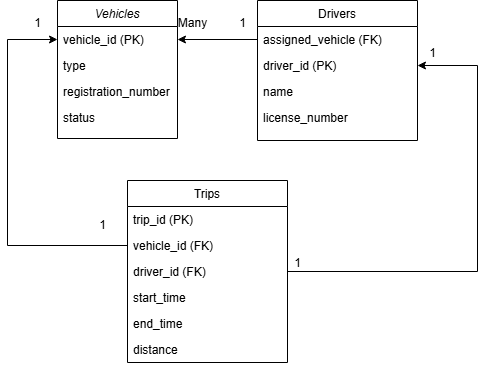 Vehicles
vehicle_id (PK)
type
registration_number
status
1
Many
1
Drivers
assigned_vehicle (FK)
driver_id (PK)
name
license_number
1
Trips
trip_id (PK)
vehicle_id (FK)
driver_id (FK)
start_time
end_time
distance
1
1